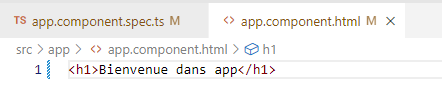 TS app.component.spec.ts <> app.component.html ×
src > app > <> app.component.html > h1
1 <h1>Bienvenue dans app</h1>